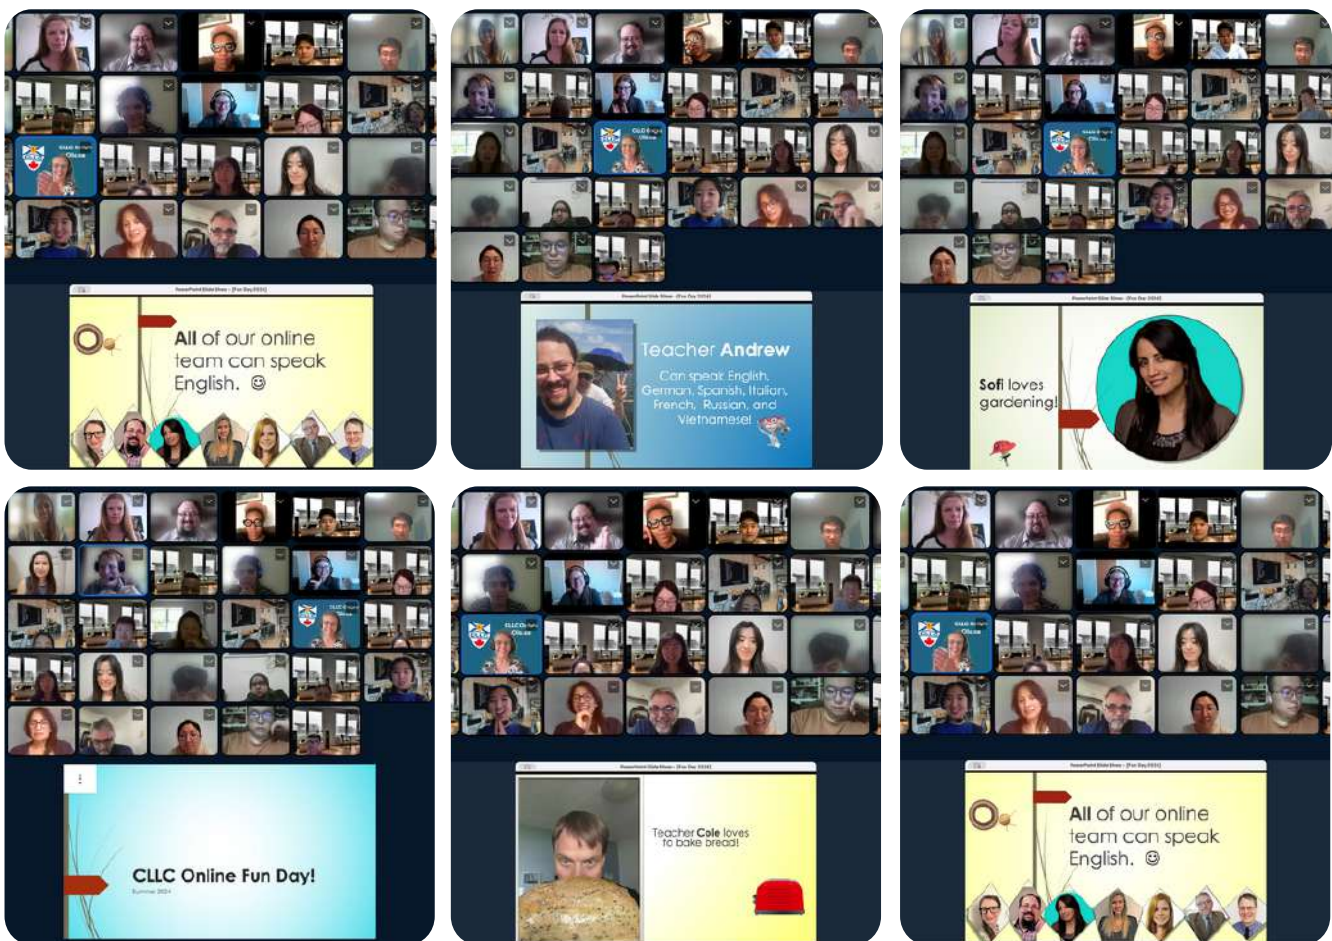 All of our online
team can speak
English. ☺
Teacher Andrew
Can speak English,
German, Spanish, Italian,
French, Russian, and
Vietnamese!
Sofi loves
gardening!
CLLC Online Fun Day!
Summer 2024
Teacher Cole loves
to bake bread!
All of our online
team can speak
English. ☺